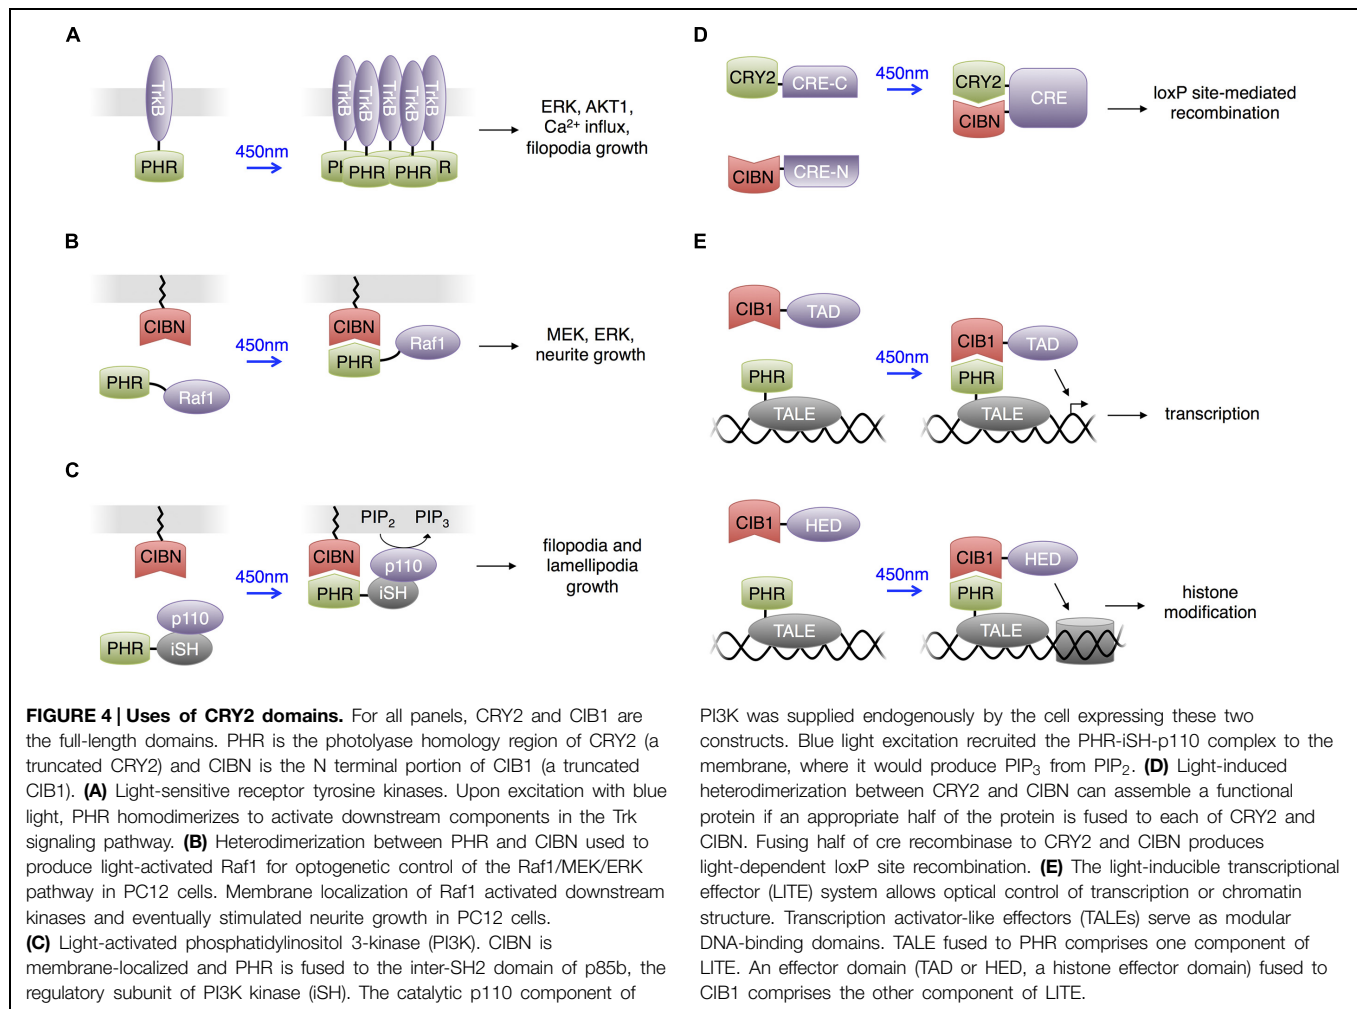 A
TrkB
PHR
450nm
TrkB TrkB TrkB TrkB TrkB
PHR PHR R
ERK, AKT1,
Ca²⁺ influx,
filopodia growth
B
CIBN
PHR
Raf1
450nm
CIBN
PHR
Raf1
MEK, ERK,
neurite growth
C
CIBN
p110
PHR
iSH
450nm
PIP₂ PIP₃
CIBN
p110
PHR
iSH
filopodia and
lamellipodia
growth
D
CRY2
CRE-C
CIBN
CRE-N
450nm
CRY2
CIBN
CRE
loxP site-mediated
recombination
E
CIB1
TAD
PHR
TALE
450nm
CIB1
TAD
PHR
TALE
transcription
CIB1
HED
PHR
TALE
450nm
CIB1
HED
PHR
TALE
histone
modification
FIGURE 4 | Uses of CRY2 domains. For all panels, CRY2 and CIB1 are
the full-length domains. PHR is the photolyase homology region of CRY2 (a
truncated CRY2) and CIBN is the N terminal portion of CIB1 (a truncated
CIB1). (A) Light-sensitive receptor tyrosine kinases. Upon excitation with blue
light, PHR homodimerizes to activate downstream components in the Trk
signaling pathway. (B) Heterodimerization between PHR and CIBN used to
produce light-activated Raf1 for optogenetic control of the Raf1/MEK/ERK
pathway in PC12 cells. Membrane localization of Raf1 activated downstream
kinases and eventually stimulated neurite growth in PC12 cells.
(C) Light-activated phosphatidylinositol 3-kinase (PI3K). CIBN is
membrane-localized and PHR is fused to the inter-SH2 domain of p85b, the
regulatory subunit of PI3K kinase (iSH). The catalytic p110 component of
PI3K was supplied endogenously by the cell expressing these two
constructs. Blue light excitation recruited the PHR-iSH-p110 complex to the
membrane, where it would produce PIP₃ from PIP₂. (D) Light-induced
heterodimerization between CRY2 and CIBN can assemble a functional
protein if an appropriate half of the protein is fused to each of CRY2 and
CIBN. Fusing half of cre recombinase to CRY2 and CIBN produces
light-dependent loxP site recombination. (E) The light-inducible transcriptional
effector (LITE) system allows optical control of transcription or chromatin
structure. Transcription activator-like effectors (TALEs) serve as modular
DNA-binding domains. TALE fused to PHR comprises one component of
LITE. An effector domain (TAD or HED, a histone effector domain) fused to
CIB1 comprises the other component of LITE.